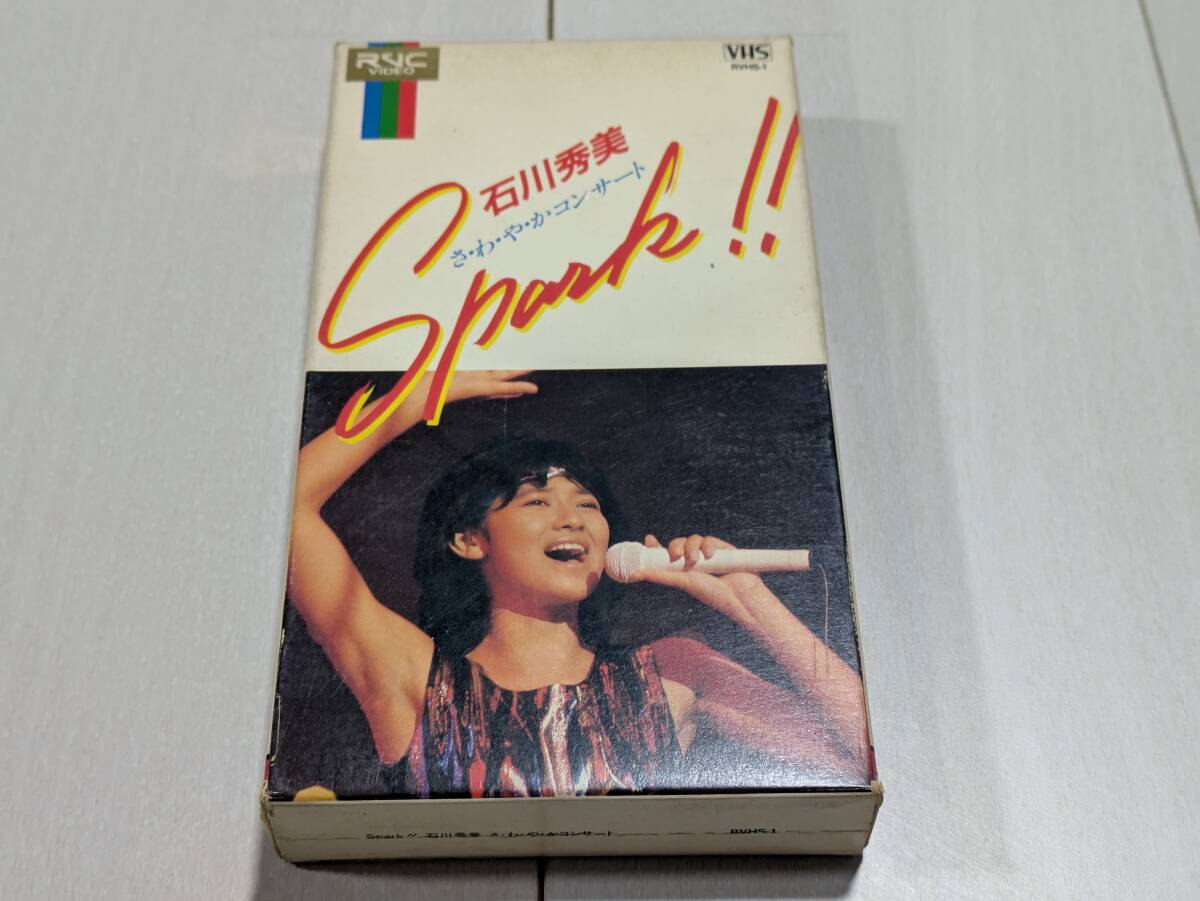 RVC
VIDEO
VHS
RVHS-1
石川秀美
さ・わ・や・かコンサート
Spark!!
Spark!! 石川秀美 さ・わ・や・かコンサート RVHS-1